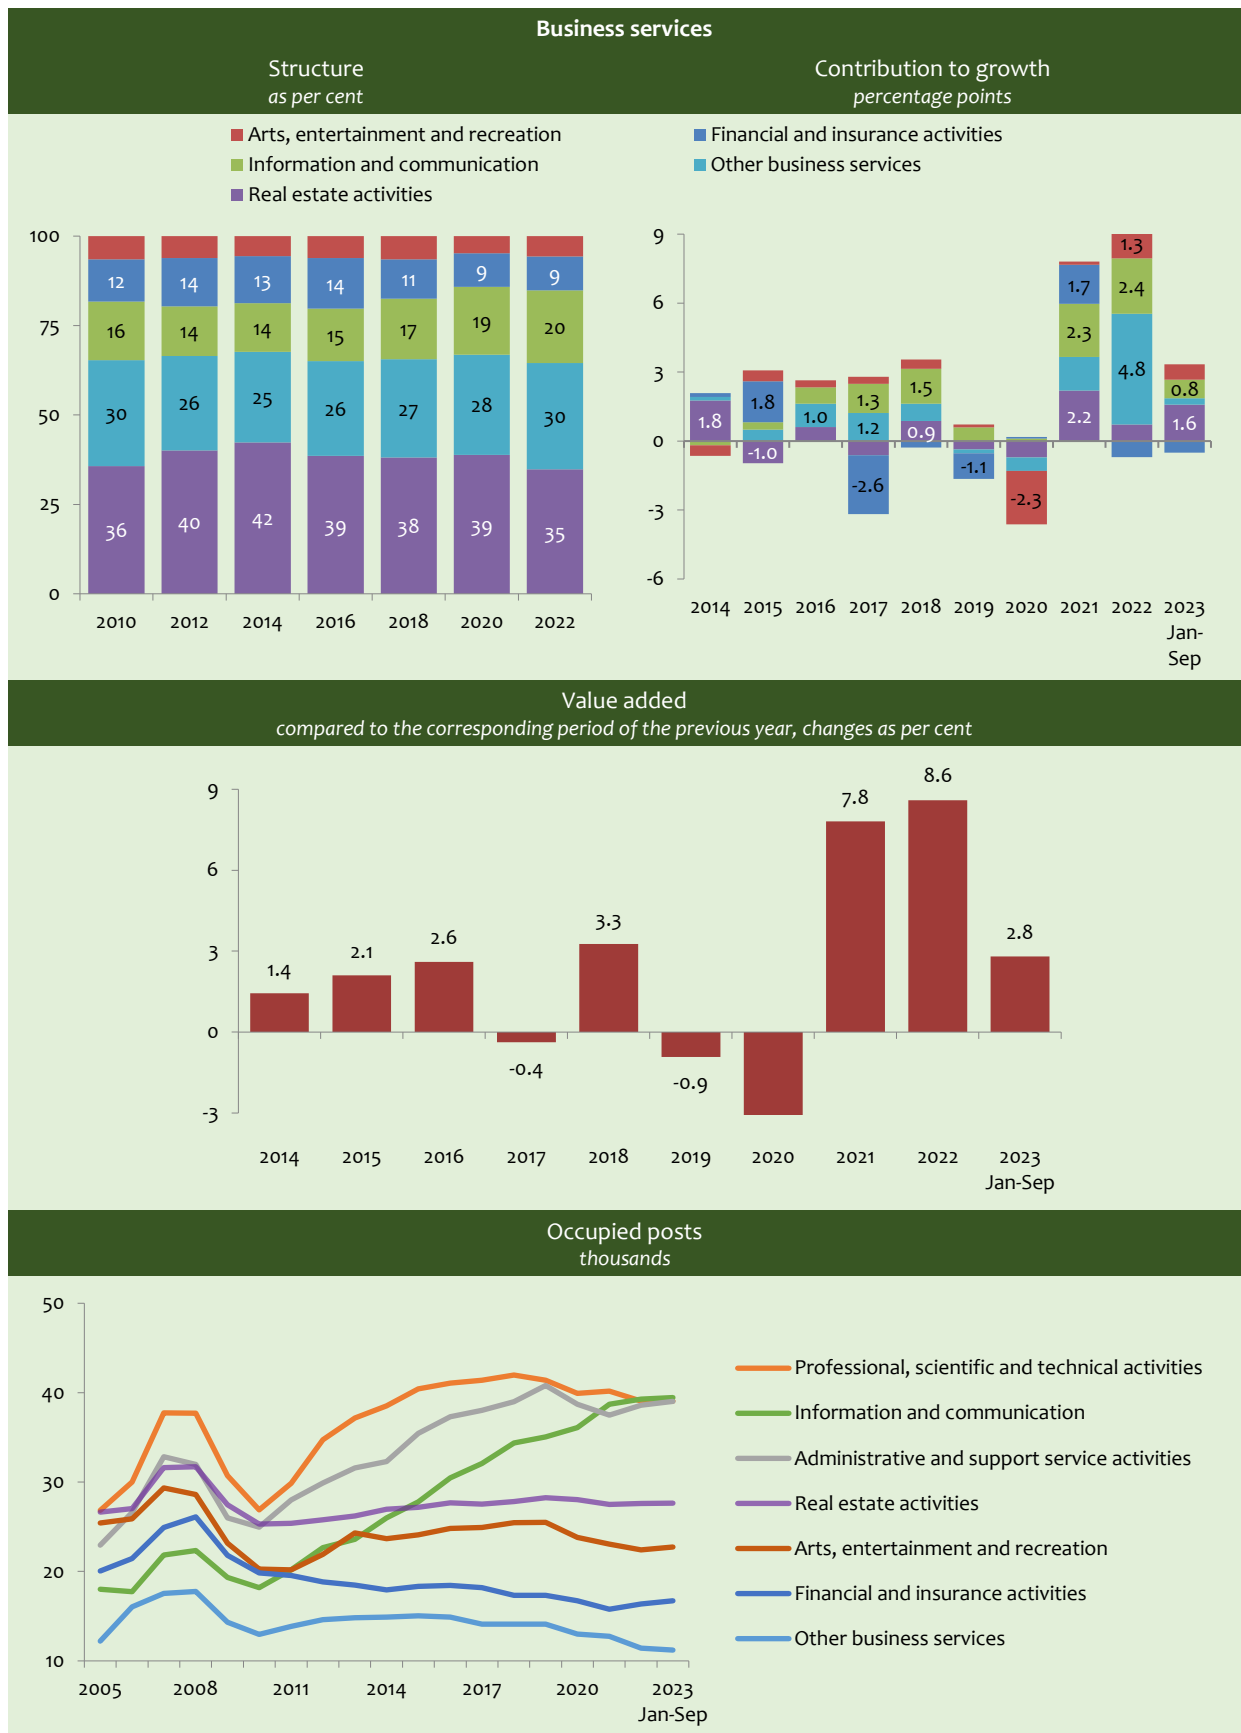 Business services
Structure
as per cent
Contribution to growth
percentage points
Arts, entertainment and recreation
Information and communication
Real estate activities
Financial and insurance activities
Other business services
100
75
50
25
0
12 14 13 14 11 9 9
16 14 14 15 17 19 20
30 26 25 26 27 28 30
36 40 42 39 38 39 35
2010 2012 2014 2016 2018 2020 2022
9
6
3
0
-3
-6
1.8
1.8
-1.0
1.0
1.3
1.2
-2.6
1.5
0.9
-1.1
-2.3
1.7
2.3
2.2
1.3
2.4
4.8
0.8
1.6
2014 2015 2016 2017 2018 2019 2020 2021 2022 2023
Jan-
Sep
Value added
compared to the corresponding period of the previous year, changes as per cent
9
6
3
0
-3
1.4 2.1 2.6 -0.4 3.3 -0.9 7.8 8.6 2.8
2014 2015 2016 2017 2018 2019 2020 2021 2022 2023
Jan-Sep
Occupied posts
thousands
50
40
30
20
10
2005 2008 2011 2014 2017 2020 2023
Jan-Sep
Professional, scientific and technical activities
Information and communication
Administrative and support service activities
Real estate activities
Arts, entertainment and recreation
Financial and insurance activities
Other business services